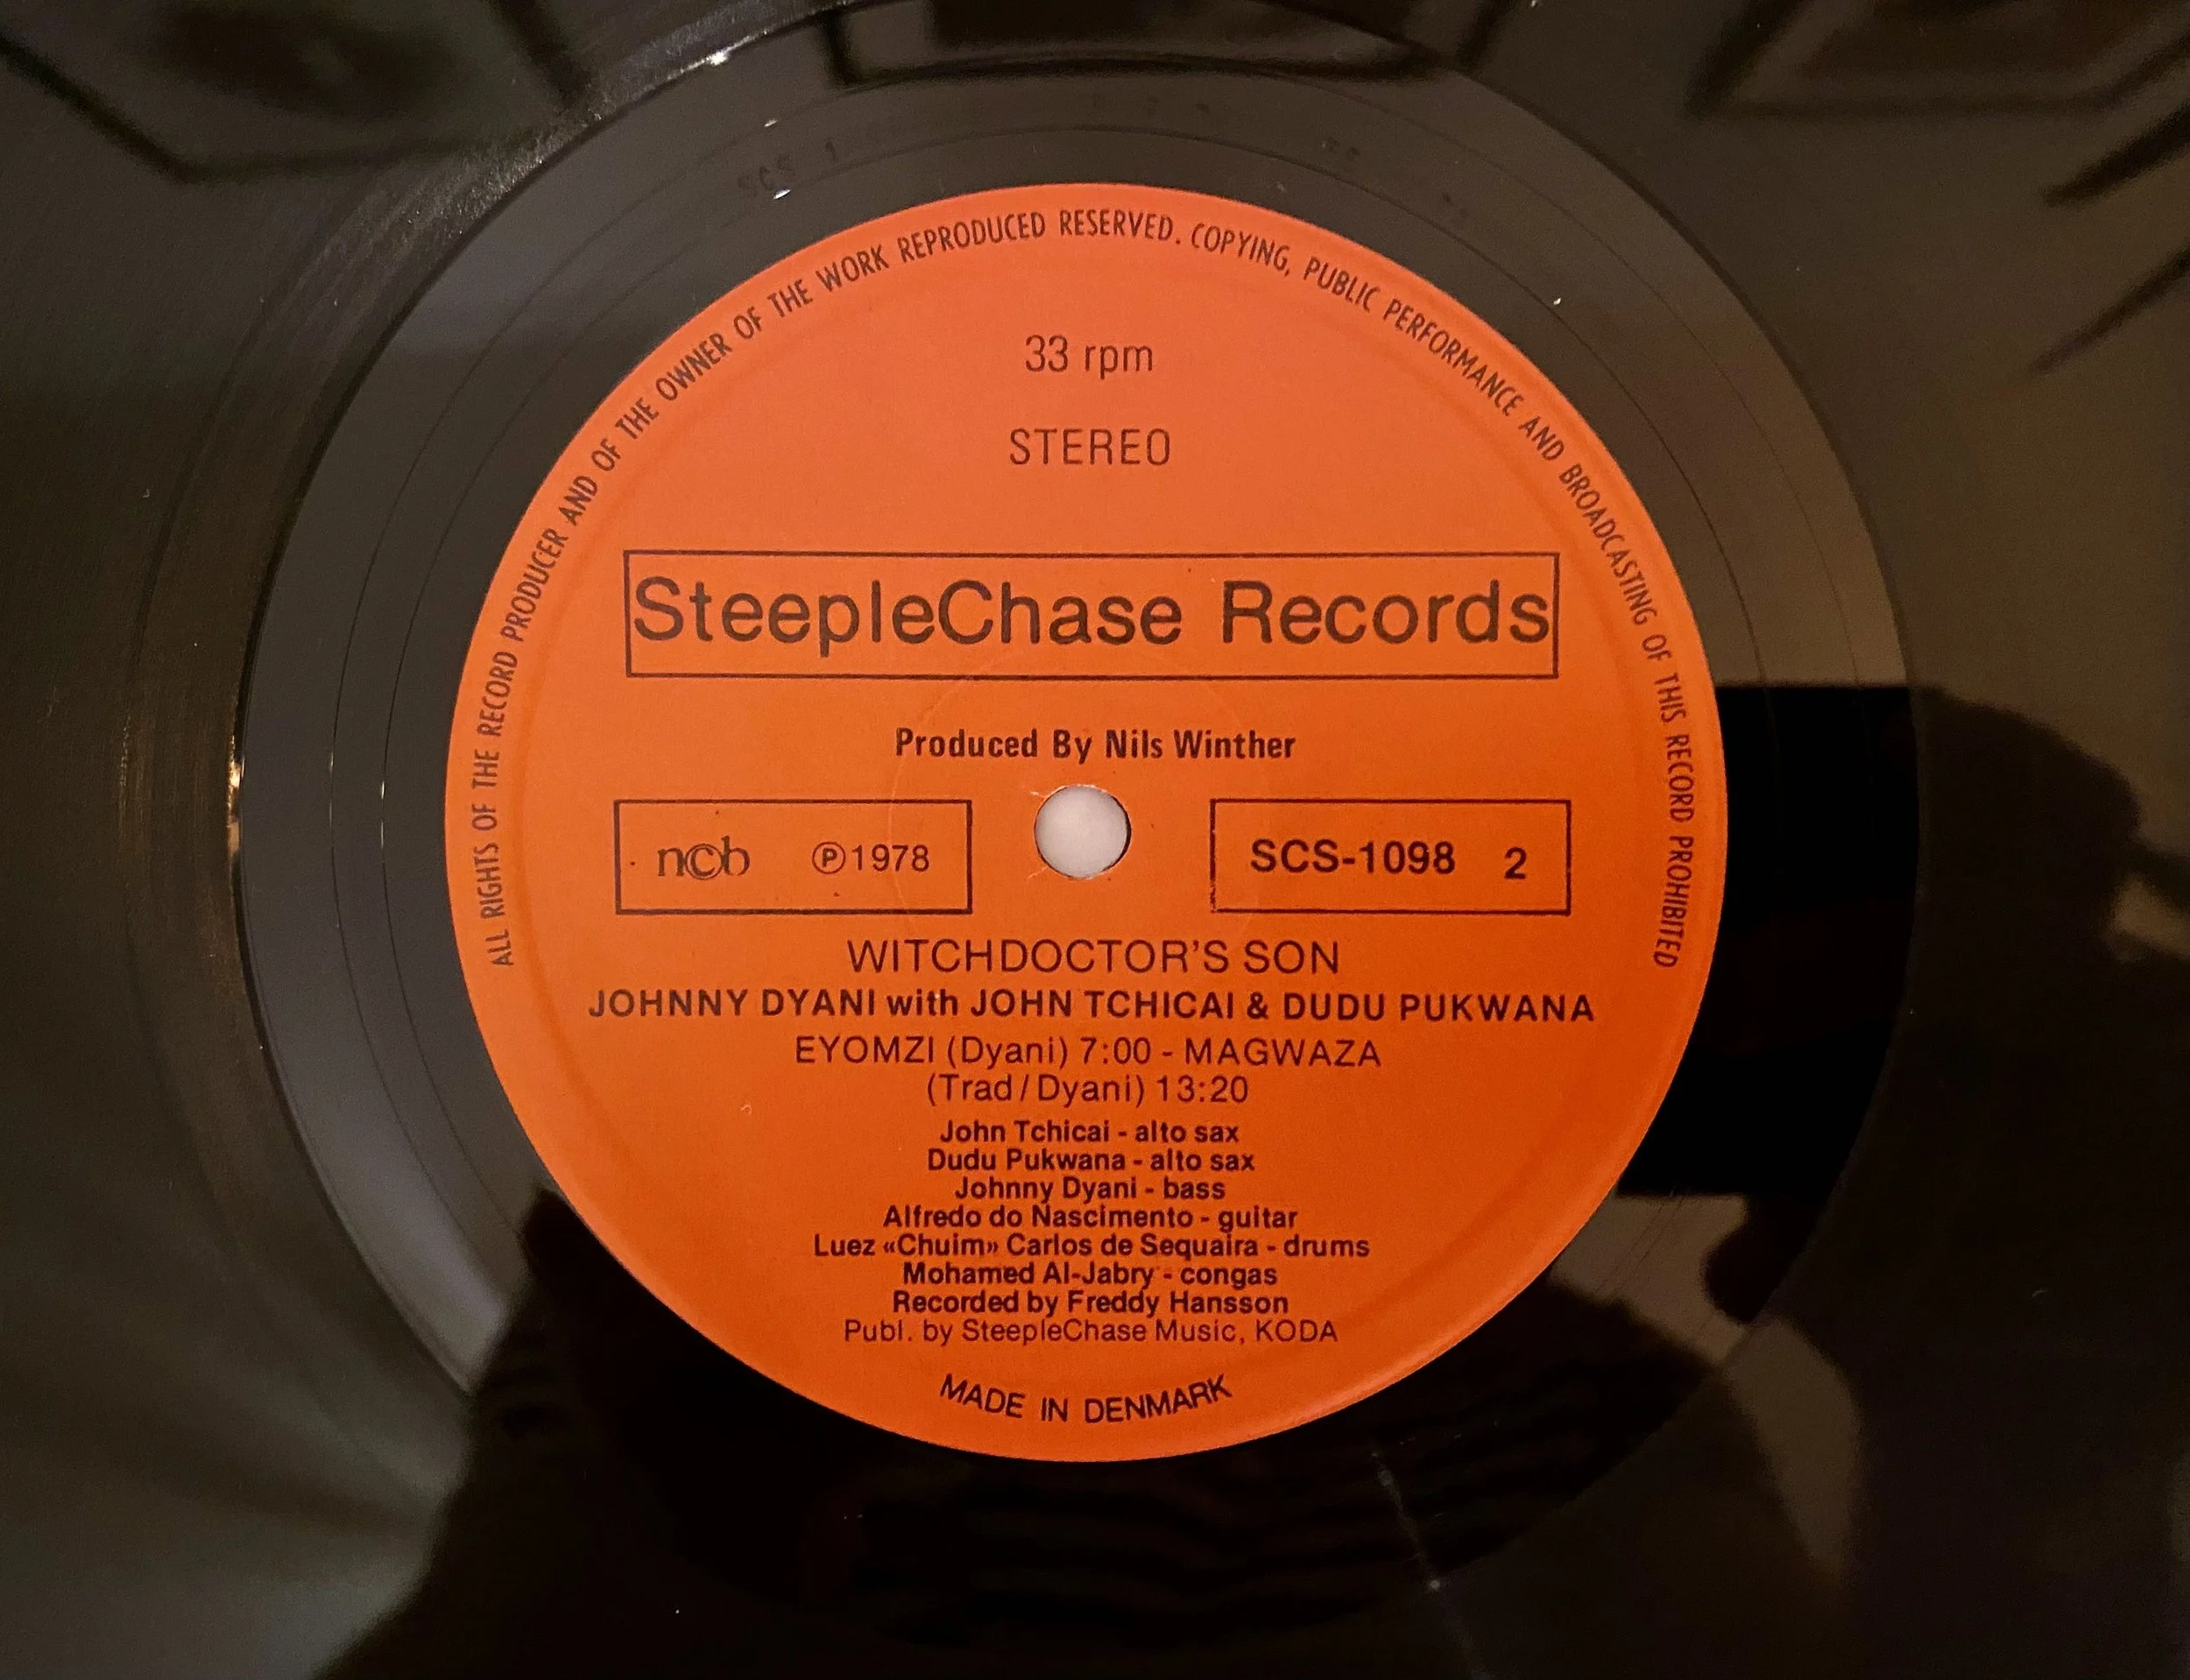 ALL RIGHTS OF THE RECORD PRODUCER AND OF THE OWNER OF THE WORK REPRODUCED RESERVED. COPYING, PUBLIC PERFORMANCE AND BROADCASTING OF THIS RECORD PROHIBITED
33 rpm
STEREO
SteepleChase Records
Produced By Nils Winther
n©b ℗1978
SCS-1098 2
WITCHDOCTOR'S SON
JOHNNY DYANI with JOHN TCHICAI & DUDU PUKWANA
EYOMZI (Dyani) 7:00 - MAGWAZA
(Trad/Dyani) 13:20
John Tchicai - alto sax
Dudu Pukwana - alto sax
Johnny Dyani - bass
Alfredo do Nascimento - guitar
Luez «Chuim» Carlos de Sequaira - drums
Mohamed Al-Jabry - congas
Recorded by Freddy Hansson
Publ. by SteepleChase Music, KODA
MADE IN DENMARK